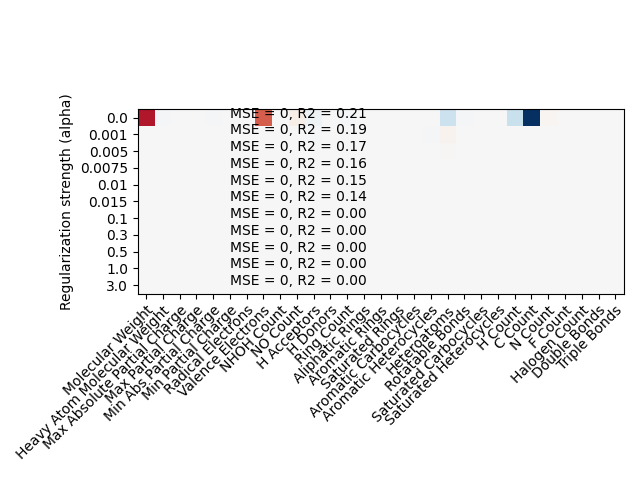 Regularization strength (alpha)
0.0
0.001
0.005
0.0075
0.01
0.015
0.1
0.3
0.5
1.0
3.0
MSE = 0, R2 = 0.21
MSE = 0, R2 = 0.19
MSE = 0, R2 = 0.17
MSE = 0, R2 = 0.16
MSE = 0, R2 = 0.15
MSE = 0, R2 = 0.14
MSE = 0, R2 = 0.00
MSE = 0, R2 = 0.00
MSE = 0, R2 = 0.00
MSE = 0, R2 = 0.00
MSE = 0, R2 = 0.00
Molecular Weight
Heavy Atom Molecular Weight
Max Absolute Partial Charge
Max Partial Charge
Min Abs Partial Charge
Min Partial Charge
Radical Electrons
Valence Electrons
NHOH Count
NO Count
H Acceptors
H Donors
Ring Count
Aliphatic Rings
Aromatic Rings
Saturated Rings
Aromatic Carbocycles
Aromatic Heterocycles
Heteroatoms
Rotatable Bonds
Saturated Carbocycles
Saturated Heterocycles
H Count
C Count
N Count
F Count
Halogen Count
Double Bonds
Triple Bonds